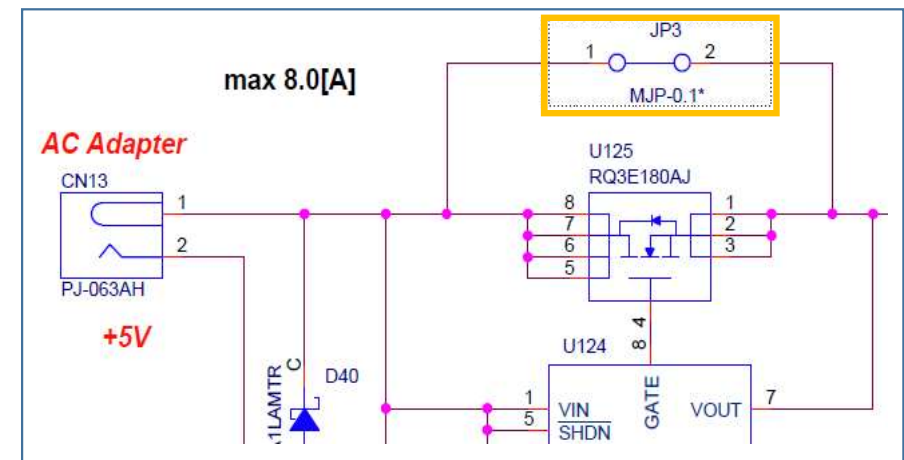 JP3
1 2
MJP-0.1*
max 8.0[A]
AC Adapter
CN13
1
2
PJ-063AH
+5V
U125
RQ3E180AJ
8 1
7 2
6 3
5
4
8
U124
C
D40
1LAMTR
1 VIN
5 SHDN
GATE
VOUT 7